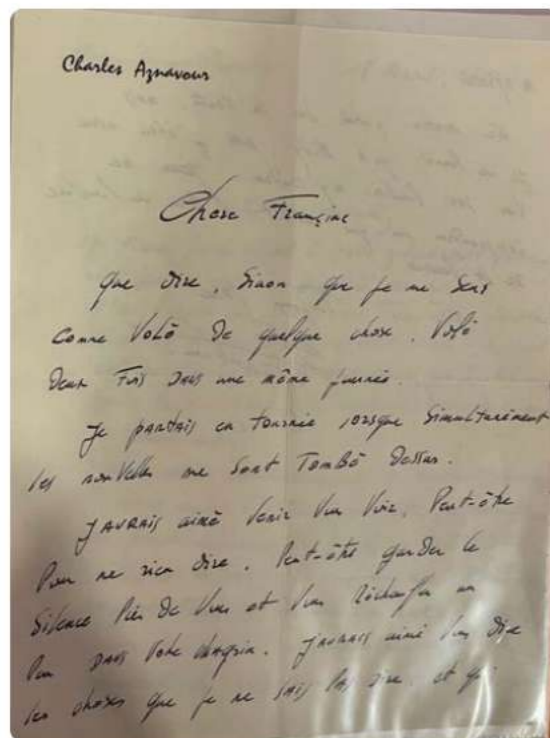 Charles Aznavour
Chère Françoise
Que dire, sinon que je me sens
comme volé de quelque chose. Volé
deux fois dans une même journée.
Je partais en tournée lorsque simultanément
les nouvelles me sont tombé dessus.
J'aurais aimé venir vous voir. Peut-être
pour ne rien dire. Peut-être garder le
silence près de vous et vous réchauffer un
peu dans votre chagrin. J'aurais aimé vous dire
les choses que je ne sais pas dire. et qui